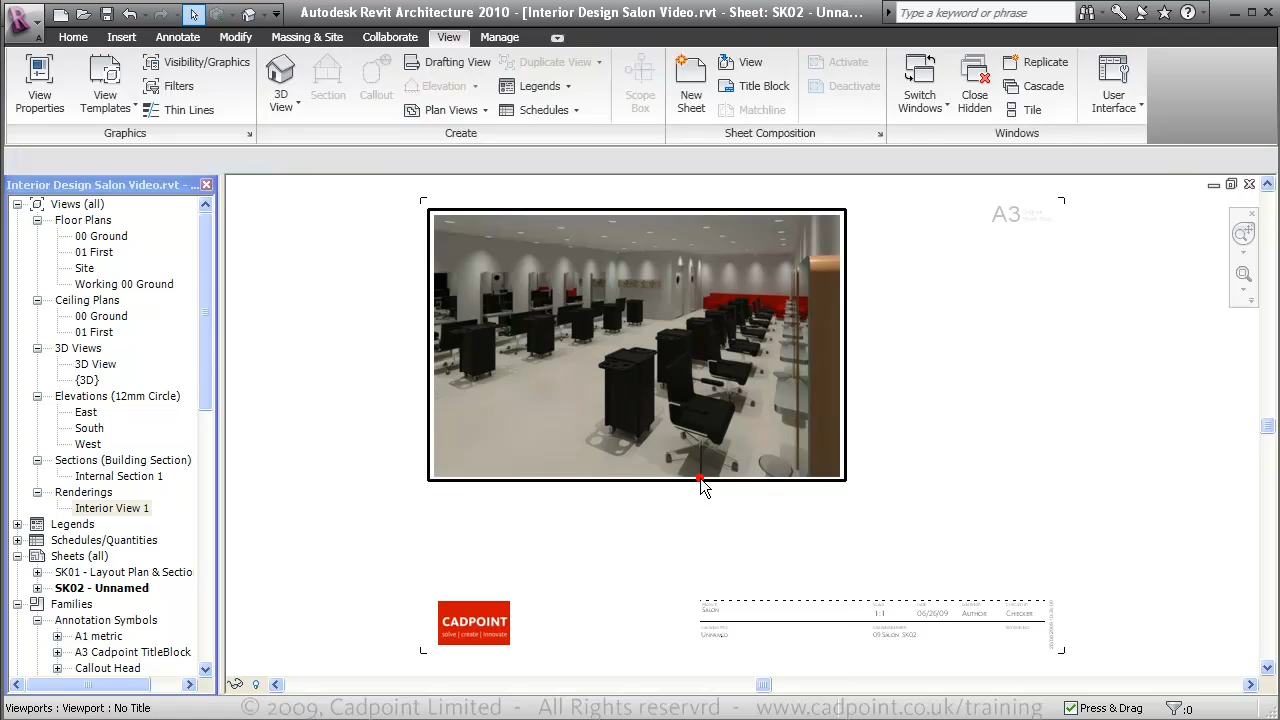 Autodesk Revit Architecture 2010 - [Interior Design Salon Video.rvt - Sheet: SK02 - Unna...
Type a keyword or phrase
Home Insert Annotate Modify Massing & Site Collaborate View Manage
View Properties
View Templates
Visibility/Graphics
Filters
Thin Lines
3D View
Section
Callout
Drafting View
Elevation
Plan Views
Duplicate View
Legends
Schedules
Scope Box
New Sheet
View
Title Block
Matchline
Activate
Deactivate
Switch Windows
Close Hidden
Replicate
Cascade
Tile
User Interface
Graphics Create Sheet Composition Windows
Interior Design Salon Video.rvt - ...
Views (all)
Floor Plans
00 Ground
01 First
Site
Working 00 Ground
Ceiling Plans
00 Ground
01 First
3D Views
3D View
{3D}
Elevations (12mm Circle)
East
South
West
Sections (Building Section)
Internal Section 1
Renderings
Interior View 1
Legends
Schedules/Quantities
Sheets (all)
SK01 - Layout Plan & Sectio
SK02 - Unnamed
Families
Annotation Symbols
A1 metric
A3 Cadpoint TitleBlock
Callout Head
A3
CADPOINT
solve | create | innovate
Salon
1:1 06/26/09 Author Checker
Unnamed 09 Salon SK02
Viewports : Viewport : No Title
© 2009, Cadpoint Limited - All Rights reservrd - www.cadpoint.co.uk/training
Press & Drag
:0